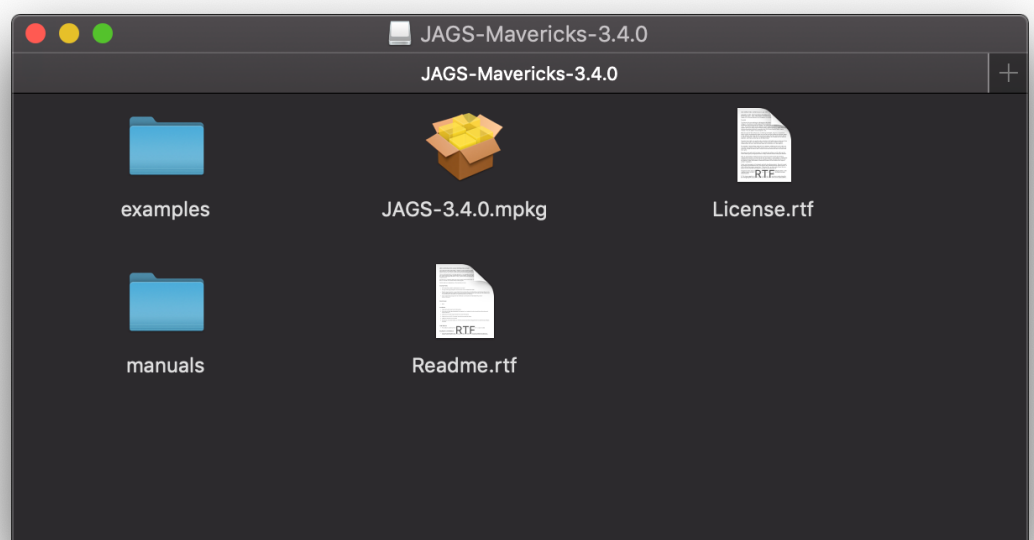 JAGS-Mavericks-3.4.0
JAGS-Mavericks-3.4.0
examples
JAGS-3.4.0.mpkg
License.rtf
manuals
Readme.rtf
RTF
RTF